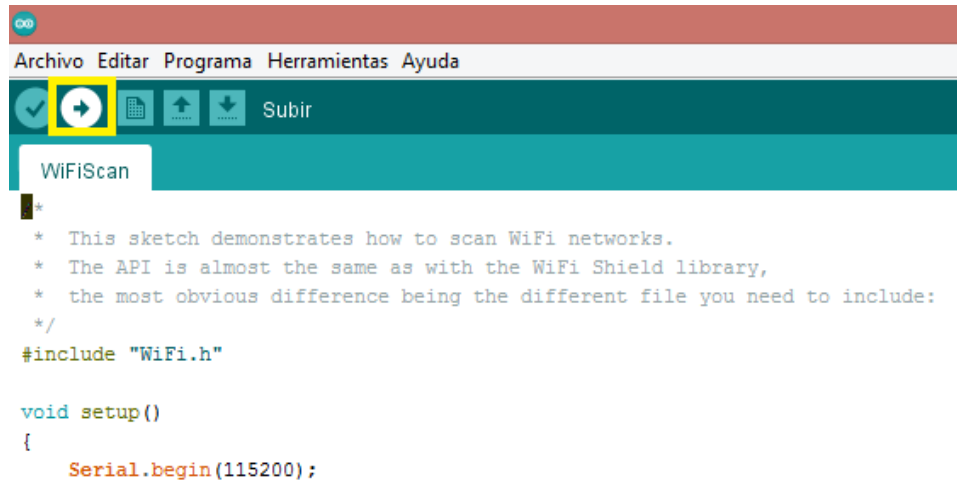 Archivo Editar Programa Herramientas Ayuda
Subir
WiFiScan
/*
 *  This sketch demonstrates how to scan WiFi networks.
 *  The API is almost the same as with the WiFi Shield library,
 *  the most obvious difference being the different file you need to include:
 */
#include "WiFi.h"

void setup()
{
    Serial.begin(115200);